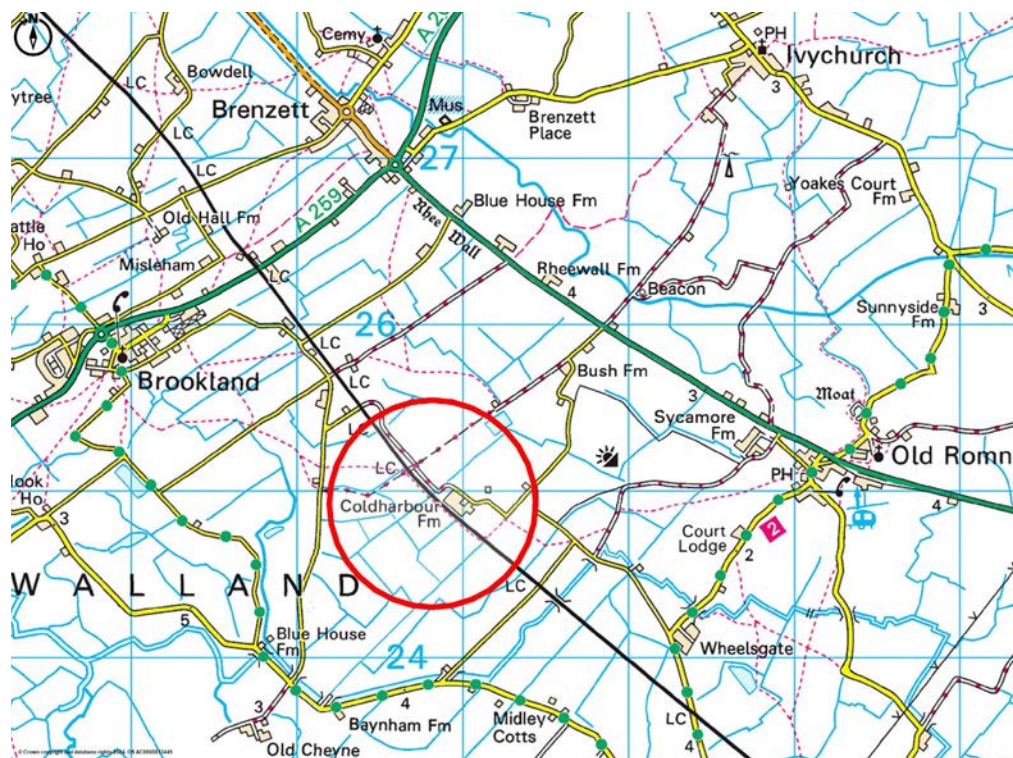 N
Cemy
A 259
PH
Ivychurch
3
LC
Bowdell
ytree
Brenzett
LC
Mus
Brenzett
Place
LC
27
Yoakes Court
Fm
Old Hall Fm
A 259
Rhee Wall
Blue House Fm
attle
Ho
LC
Misleham
LC
Rheewall Fm
4
Beacon
Sunnyside
Fm
3
26
LC
Brookland
LC
Bush Fm
3
Moat
LC
Sycamore
Fm
Old Romn
LC
PH
look
Ho
3
Coldharbour
Fm
4
Court
Lodge
2
2
WALLAND
LC
LC
5
Blue House
Fm
24
Wheelsgate
3
4
Baynham Fm
Midley
Cotts
LC
4
Old Cheyne